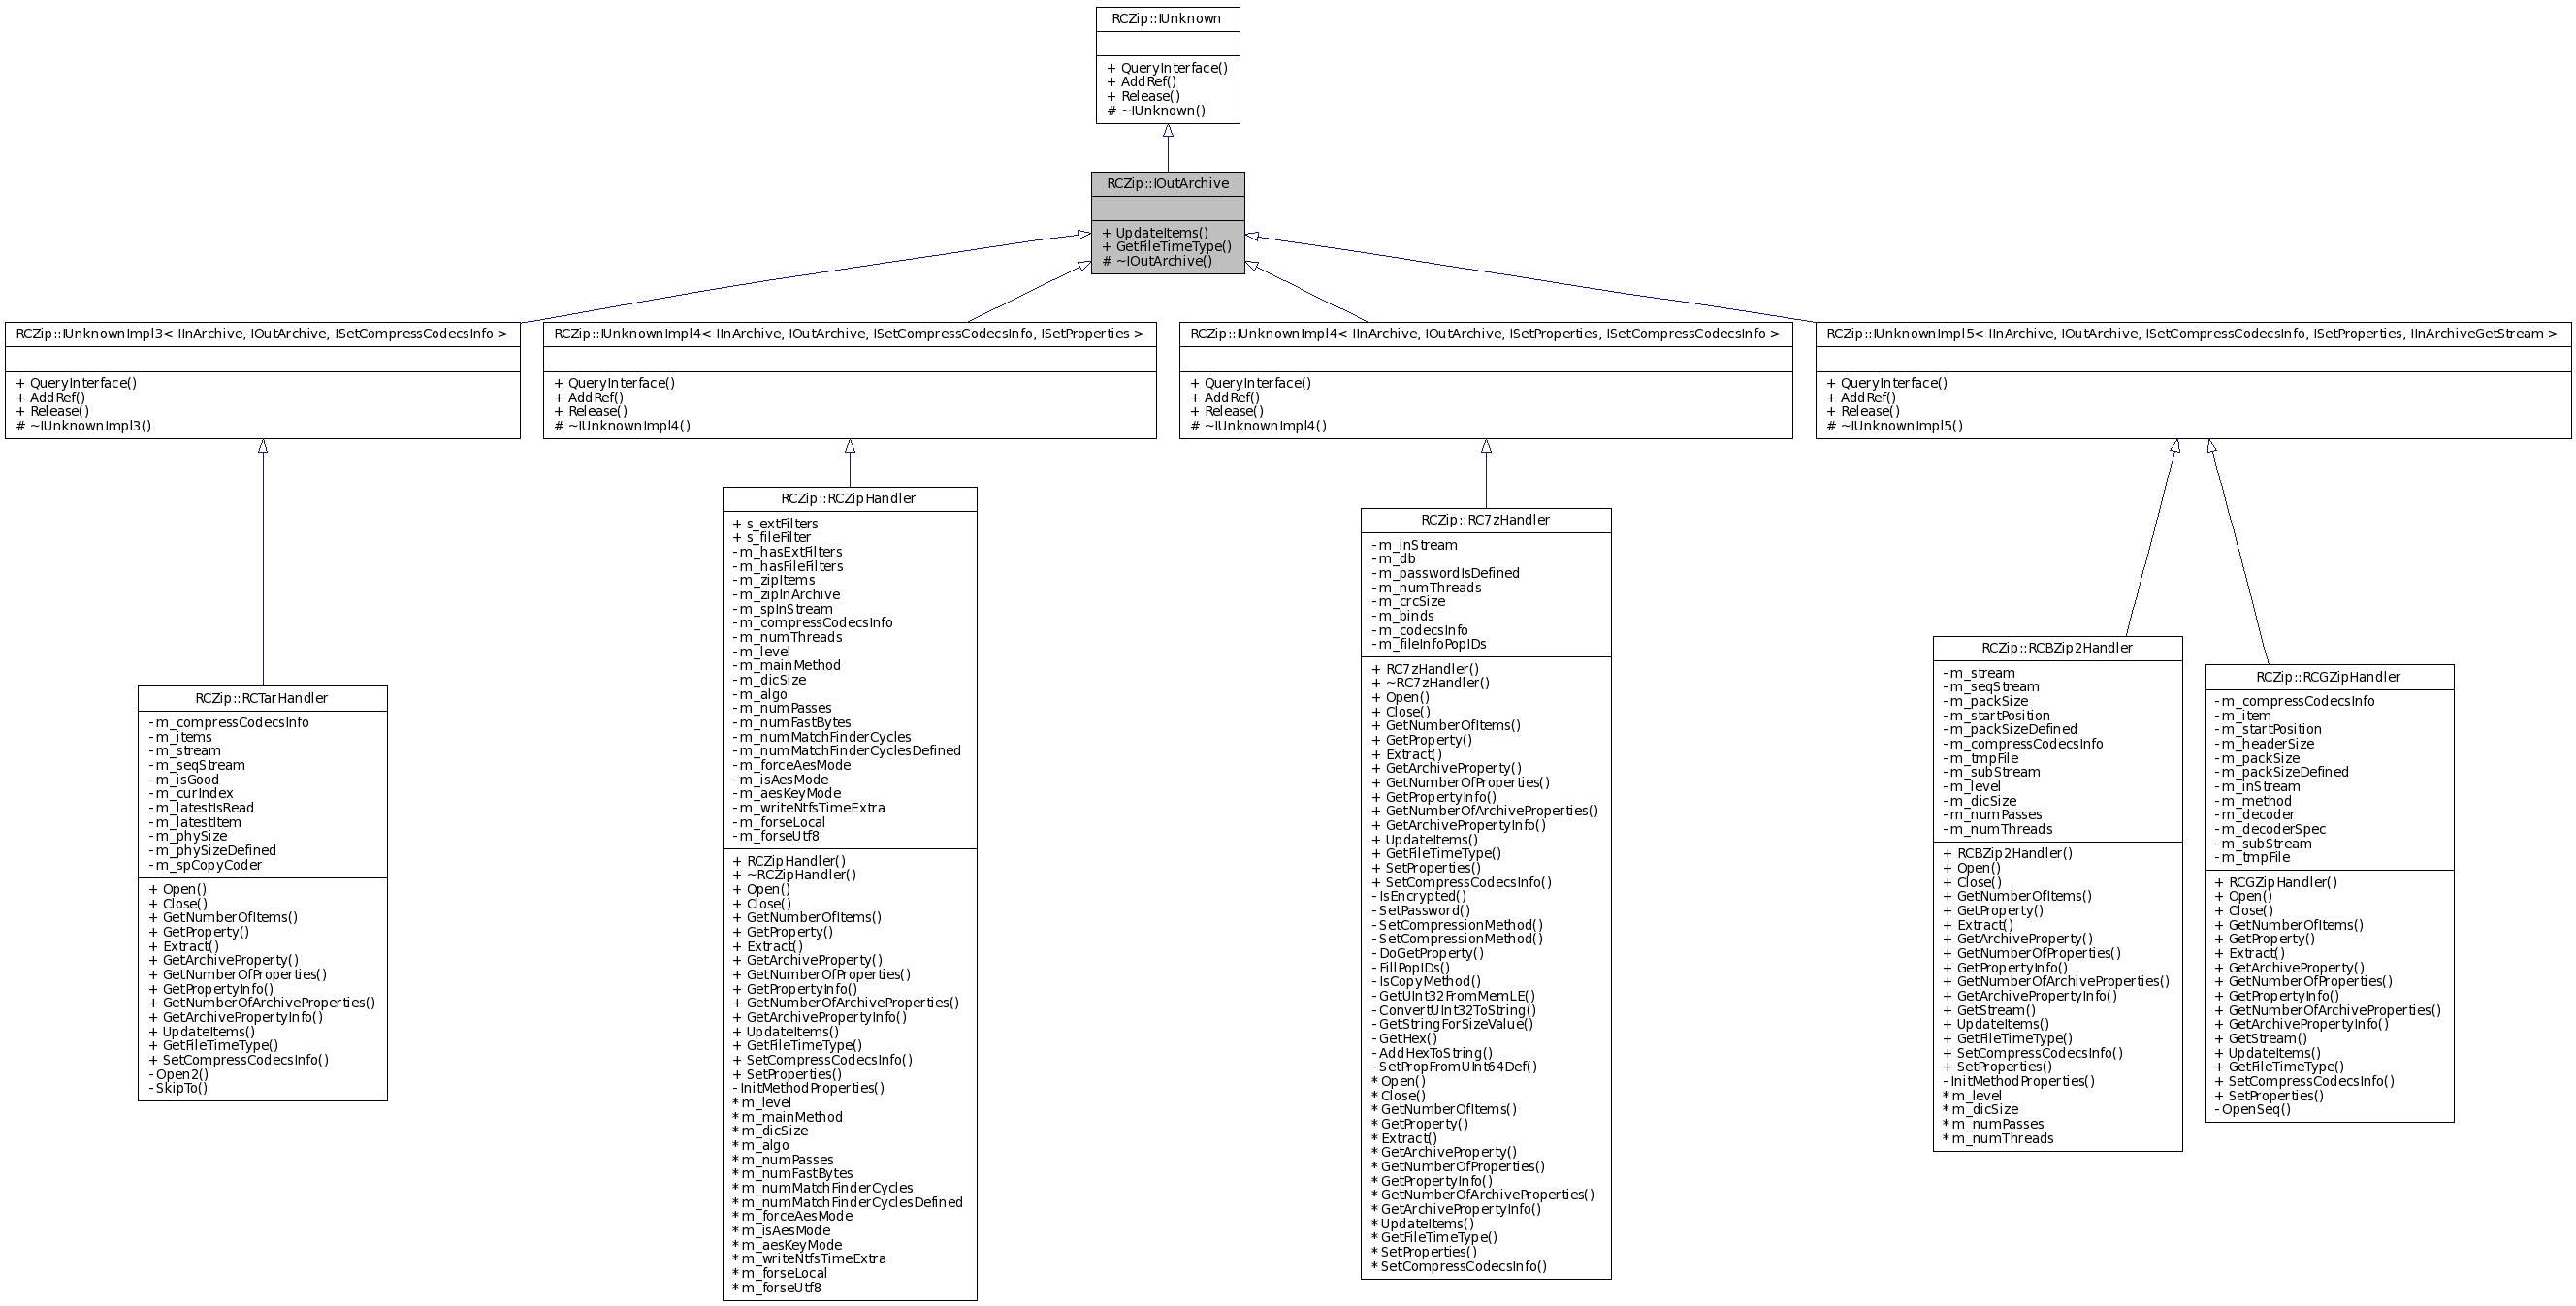 RCZip::IUnknown
+ QueryInterface()
+ AddRef()
+ Release()
# ~IUnknown()
RCZip::IOutArchive
+ UpdateItems()
+ GetFileTimeType()
# ~IOutArchive()
RCZip::IUnknownImpl3< IInArchive, IOutArchive, ISetCompressCodecsInfo >
+ QueryInterface()
+ AddRef()
+ Release()
# ~IUnknownImpl3()
RCZip::IUnknownImpl4< IInArchive, IOutArchive, ISetCompressCodecsInfo, ISetProperties >
+ QueryInterface()
+ AddRef()
+ Release()
# ~IUnknownImpl4()
RCZip::IUnknownImpl4< IInArchive, IOutArchive, ISetProperties, ISetCompressCodecsInfo >
+ QueryInterface()
+ AddRef()
+ Release()
# ~IUnknownImpl4()
RCZip::IUnknownImpl5< IInArchive, IOutArchive, ISetCompressCodecsInfo, ISetProperties, IInArchiveGetStream >
+ QueryInterface()
+ AddRef()
+ Release()
# ~IUnknownImpl5()
RCZip::RCTarHandler
- m_compressCodecsInfo
- m_items
- m_stream
- m_seqStream
- m_isGood
- m_curIndex
- m_latestIsRead
- m_latestItem
- m_phySize
- m_phySizeDefined
- m_spCopyCoder
+ Open()
+ Close()
+ GetNumberOfItems()
+ GetProperty()
+ Extract()
+ GetArchiveProperty()
+ GetNumberOfProperties()
+ GetPropertyInfo()
+ GetNumberOfArchiveProperties()
+ GetArchivePropertyInfo()
+ UpdateItems()
+ GetFileTimeType()
+ SetCompressCodecsInfo()
- Open2()
- SkipTo()
RCZip::RCZipHandler
+ s_extFilters
+ s_fileFilter
- m_hasExtFilters
- m_hasFileFilters
- m_zipItems
- m_zipInArchive
- m_spInStream
- m_compressCodecsInfo
- m_numThreads
- m_level
- m_mainMethod
- m_dicSize
- m_algo
- m_numPasses
- m_numFastBytes
- m_numMatchFinderCycles
- m_numMatchFinderCyclesDefined
- m_forceAesMode
- m_isAesMode
- m_aesKeyMode
- m_writeNtfsTimeExtra
- m_forseLocal
- m_forseUtf8
+ RCZipHandler()
+ ~RCZipHandler()
+ Open()
+ Close()
+ GetNumberOfItems()
+ GetProperty()
+ Extract()
+ GetArchiveProperty()
+ GetNumberOfProperties()
+ GetPropertyInfo()
+ GetNumberOfArchiveProperties()
+ GetArchivePropertyInfo()
+ UpdateItems()
+ GetFileTimeType()
+ SetCompressCodecsInfo()
+ SetProperties()
- InitMethodProperties()
* m_level
* m_mainMethod
* m_dicSize
* m_algo
* m_numPasses
* m_numFastBytes
* m_numMatchFinderCycles
* m_numMatchFinderCyclesDefined
* m_forceAesMode
* m_isAesMode
* m_aesKeyMode
* m_writeNtfsTimeExtra
* m_forseLocal
* m_forseUtf8
RCZip::RC7zHandler
- m_inStream
- m_db
- m_passwordIsDefined
- m_numThreads
- m_crcSize
- m_binds
- m_codecsInfo
- m_fileInfoPopIDs
+ RC7zHandler()
+ ~RC7zHandler()
+ Open()
+ Close()
+ GetNumberOfItems()
+ GetProperty()
+ Extract()
+ GetArchiveProperty()
+ GetNumberOfProperties()
+ GetPropertyInfo()
+ GetNumberOfArchiveProperties()
+ GetArchivePropertyInfo()
+ UpdateItems()
+ GetFileTimeType()
+ SetProperties()
+ SetCompressCodecsInfo()
- IsEncrypted()
- SetPassword()
- SetCompressionMethod()
- SetCompressionMethod()
- DoGetProperty()
- FillPopIDs()
- IsCopyMethod()
- GetUInt32FromMemLE()
- ConvertUInt32ToString()
- GetStringForSizeValue()
- GetHex()
- AddHexToString()
- SetPropFromUInt64Def()
* Open()
* Close()
* GetNumberOfItems()
* GetProperty()
* Extract()
* GetArchiveProperty()
* GetNumberOfProperties()
* GetPropertyInfo()
* GetNumberOfArchiveProperties()
* GetArchivePropertyInfo()
* UpdateItems()
* GetFileTimeType()
* SetProperties()
* SetCompressCodecsInfo()
RCZip::RCBZip2Handler
- m_stream
- m_seqStream
- m_packSize
- m_startPosition
- m_packSizeDefined
- m_compressCodecsInfo
- m_tmpFile
- m_subStream
- m_level
- m_dicSize
- m_numPasses
- m_numThreads
+ RCBZip2Handler()
+ Open()
+ Close()
+ GetNumberOfItems()
+ GetProperty()
+ Extract()
+ GetArchiveProperty()
+ GetNumberOfProperties()
+ GetPropertyInfo()
+ GetNumberOfArchiveProperties()
+ GetArchivePropertyInfo()
+ GetStream()
+ UpdateItems()
+ GetFileTimeType()
+ SetCompressCodecsInfo()
+ SetProperties()
- InitMethodProperties()
* m_level
* m_dicSize
* m_numPasses
* m_numThreads
RCZip::RCGZipHandler
- m_compressCodecsInfo
- m_item
- m_startPosition
- m_headerSize
- m_packSize
- m_packSizeDefined
- m_inStream
- m_method
- m_decoder
- m_decoderSpec
- m_subStream
- m_tmpFile
+ RCGZipHandler()
+ Open()
+ Close()
+ GetNumberOfItems()
+ GetProperty()
+ Extract()
+ GetArchiveProperty()
+ GetNumberOfProperties()
+ GetPropertyInfo()
+ GetNumberOfArchiveProperties()
+ GetArchivePropertyInfo()
+ GetStream()
+ UpdateItems()
+ GetFileTimeType()
+ SetCompressCodecsInfo()
+ SetProperties()
- OpenSeq()